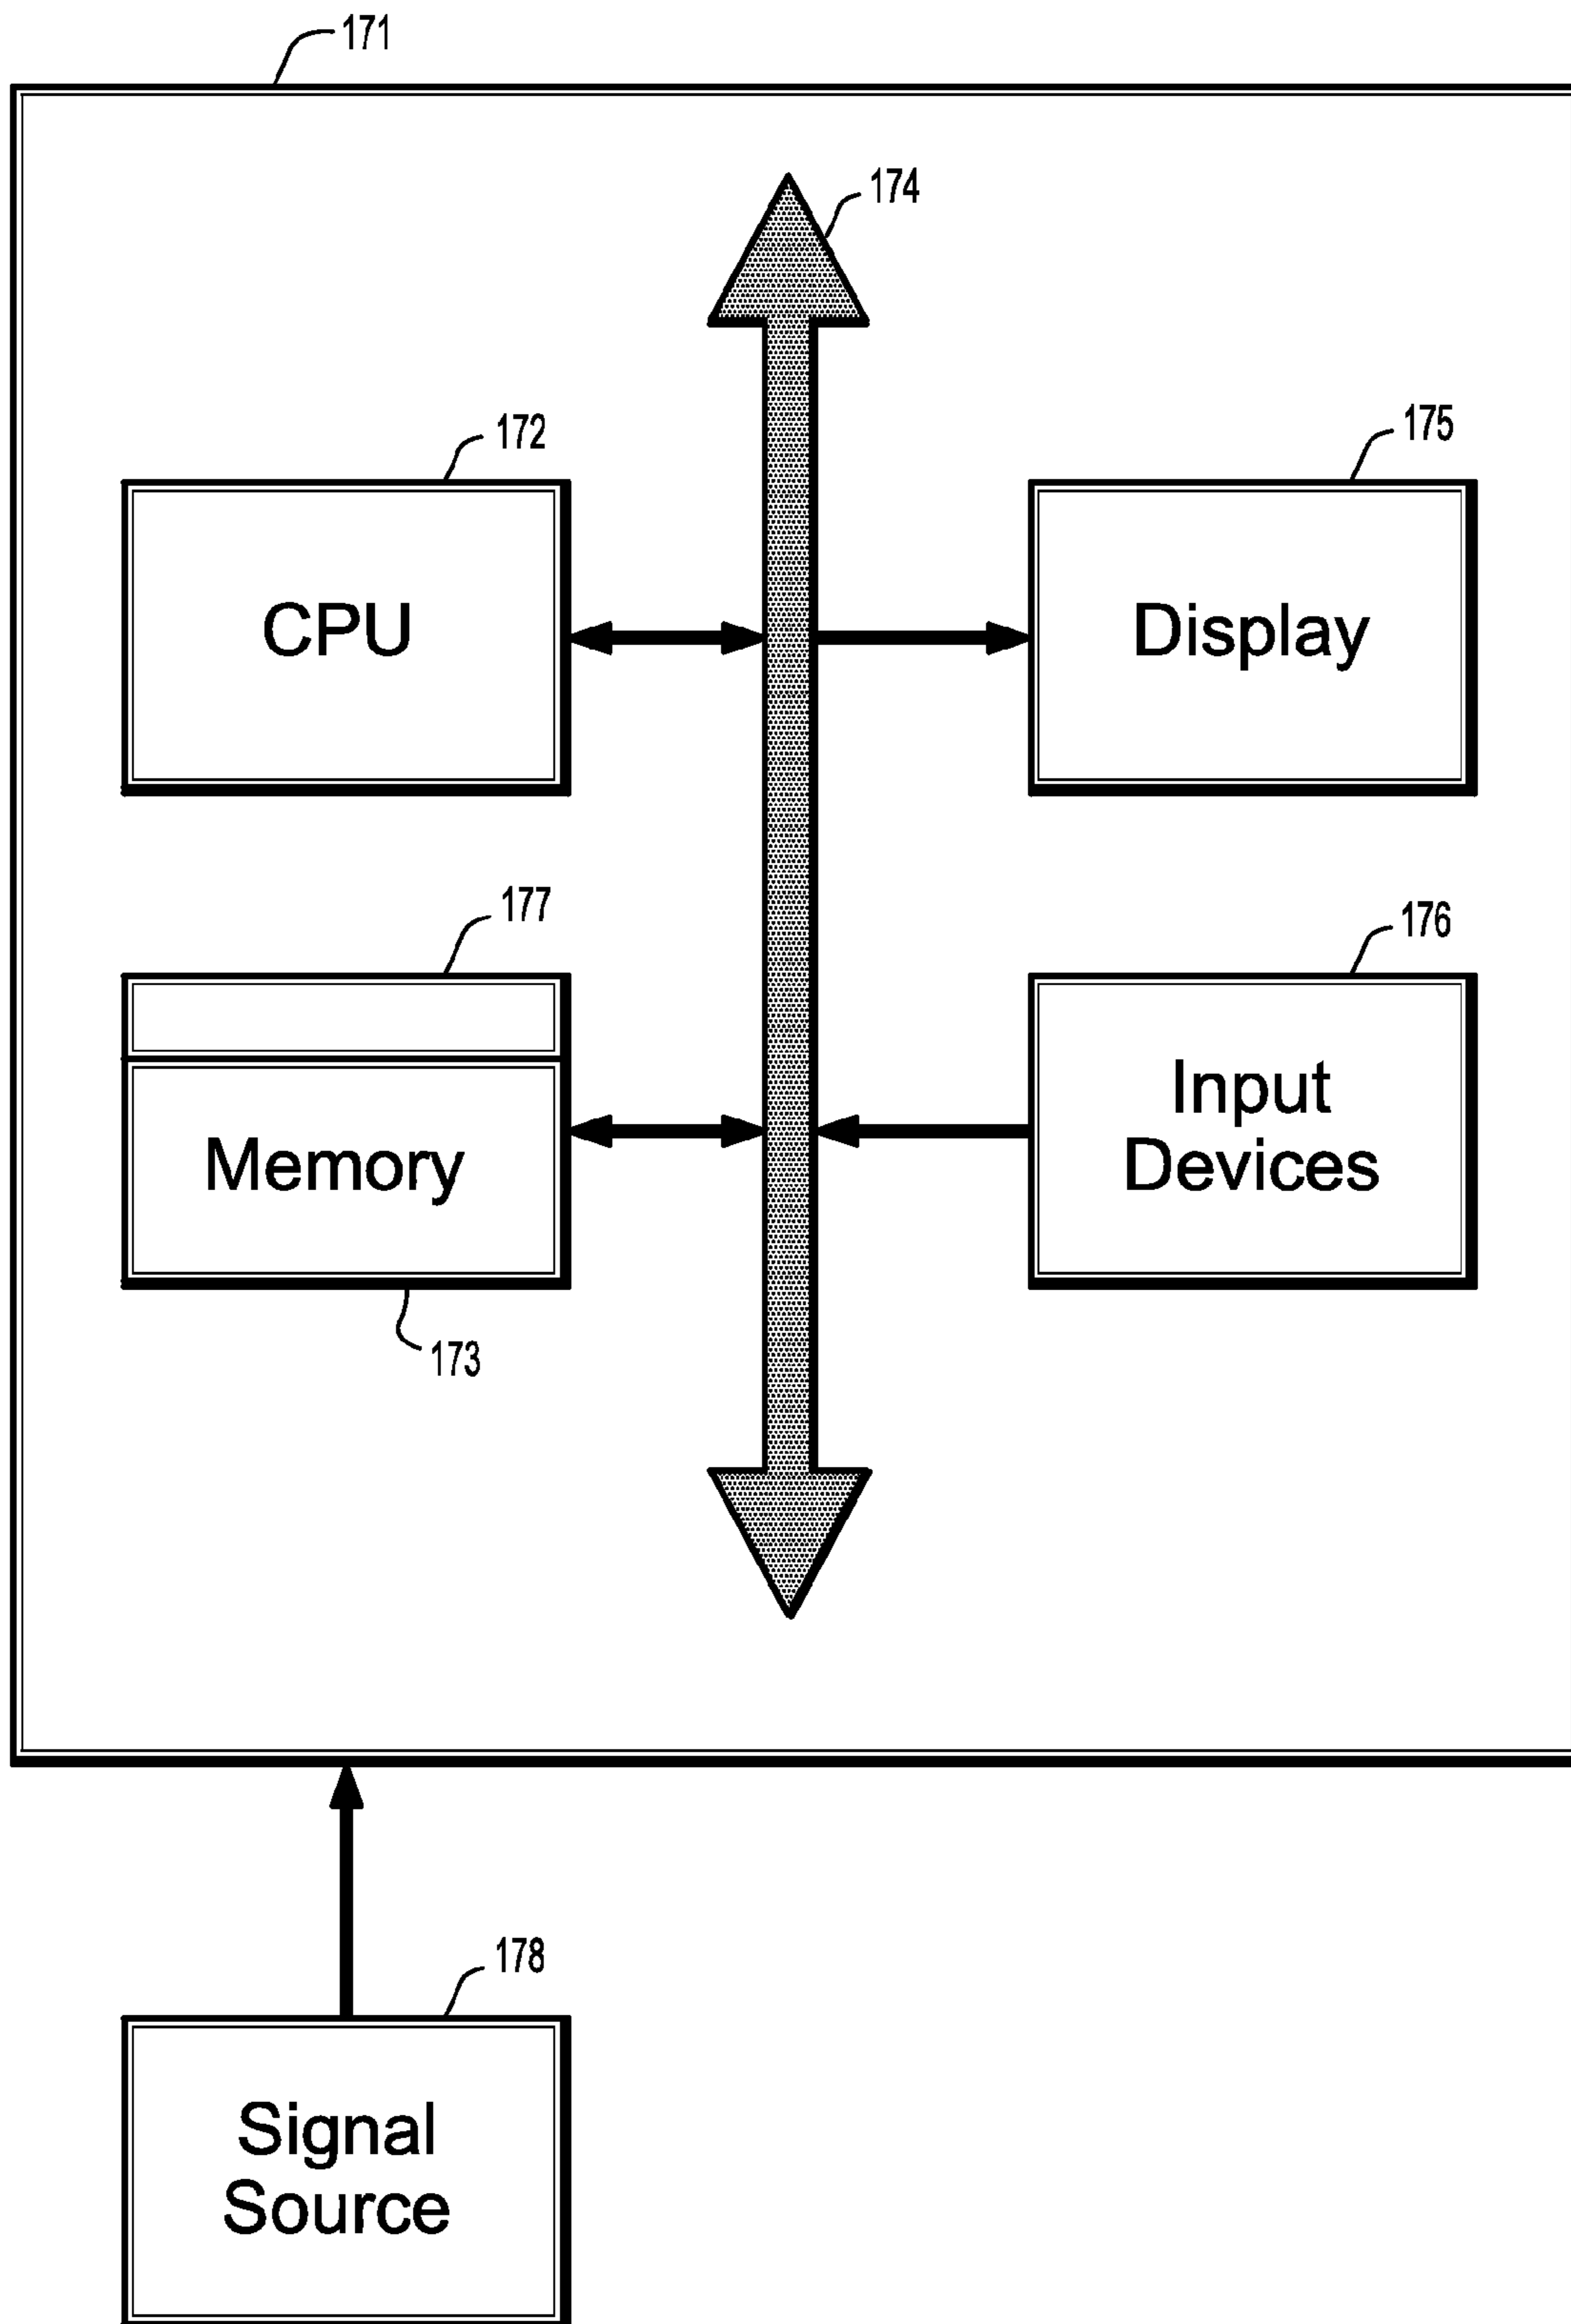 171
174
172
175
CPU
Display
177
176
Memory
Input
Devices
173
178
Signal
Source